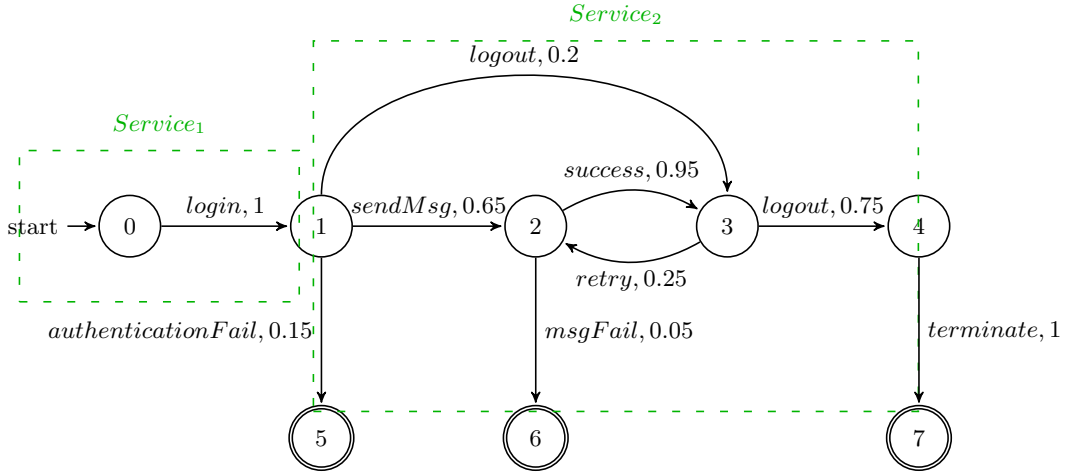 Service₂
logout, 0.2
Service₁
success, 0.95
start
0
login, 1
1
sendMsg, 0.65
2
3
logout, 0.75
4
retry, 0.25
authenticationFail, 0.15
msgFail, 0.05
terminate, 1
5
6
7